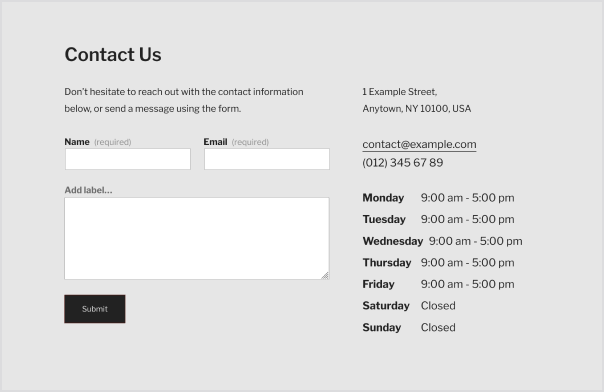 Contact Us
Don't hesitate to reach out with the contact information
below, or send a message using the form.
Name (required)
Email (required)
Add label...
Submit
1 Example Street,
Anytown, NY 10100, USA
contact@example.com
(012) 345 67 89
Monday 9:00 am - 5:00 pm
Tuesday 9:00 am - 5:00 pm
Wednesday 9:00 am - 5:00 pm
Thursday 9:00 am - 5:00 pm
Friday 9:00 am - 5:00 pm
Saturday Closed
Sunday Closed